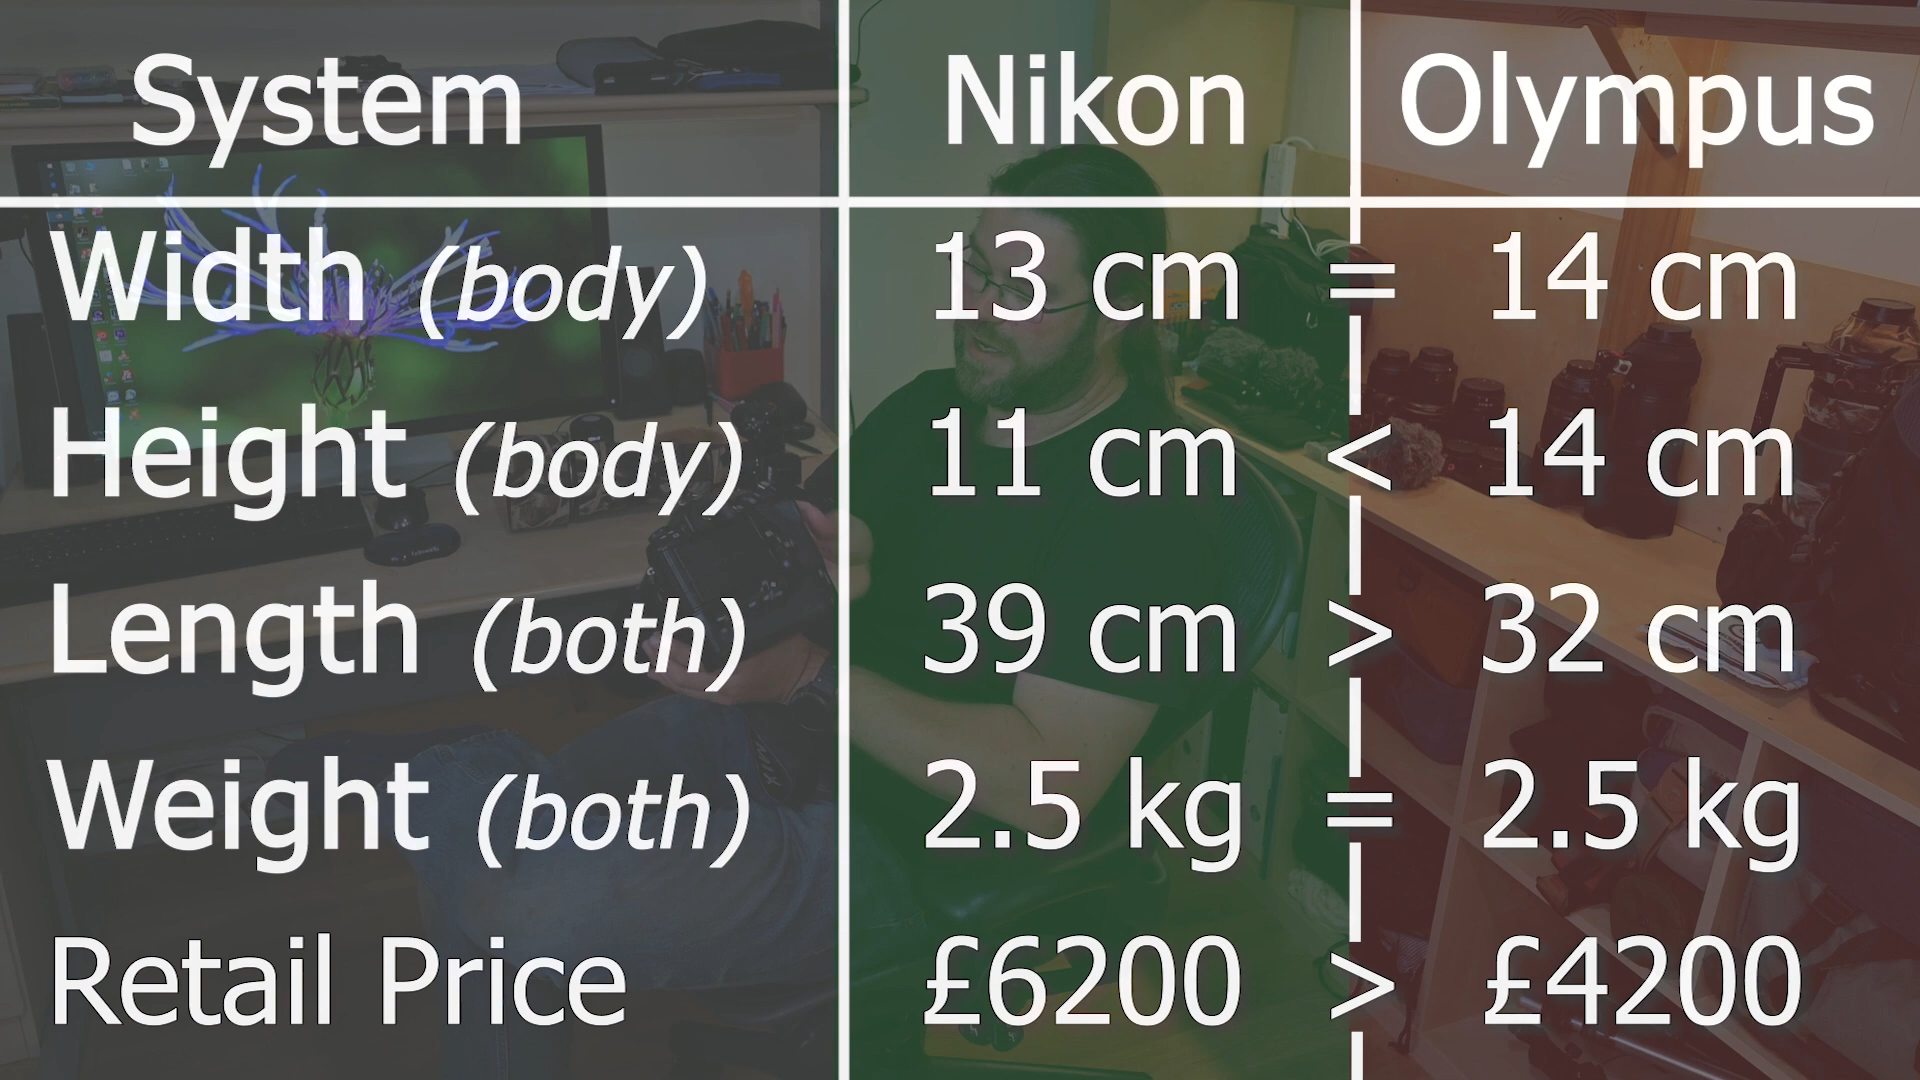 System Nikon Olympus
Width (body) 13 cm = 14 cm
Height (body) 11 cm < 14 cm
Length (both) 39 cm > 32 cm
Weight (both) 2.5 kg = 2.5 kg
Retail Price £6200 > £4200